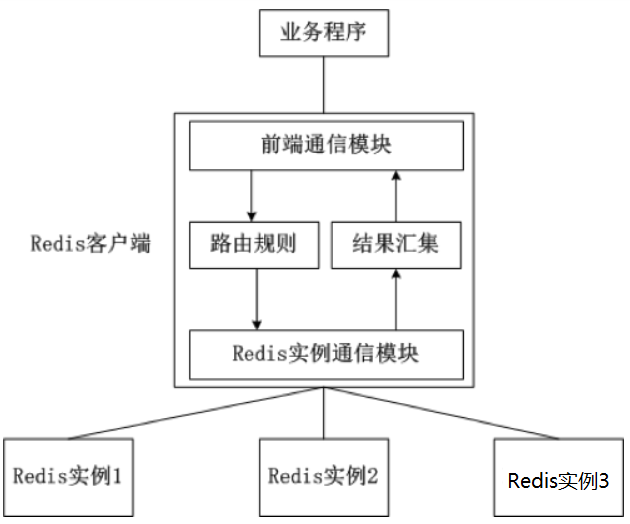 业务程序
前端通信模块
Redis客户端
路由规则
结果汇集
Redis实例通信模块
Redis实例1
Redis实例2
Redis实例3